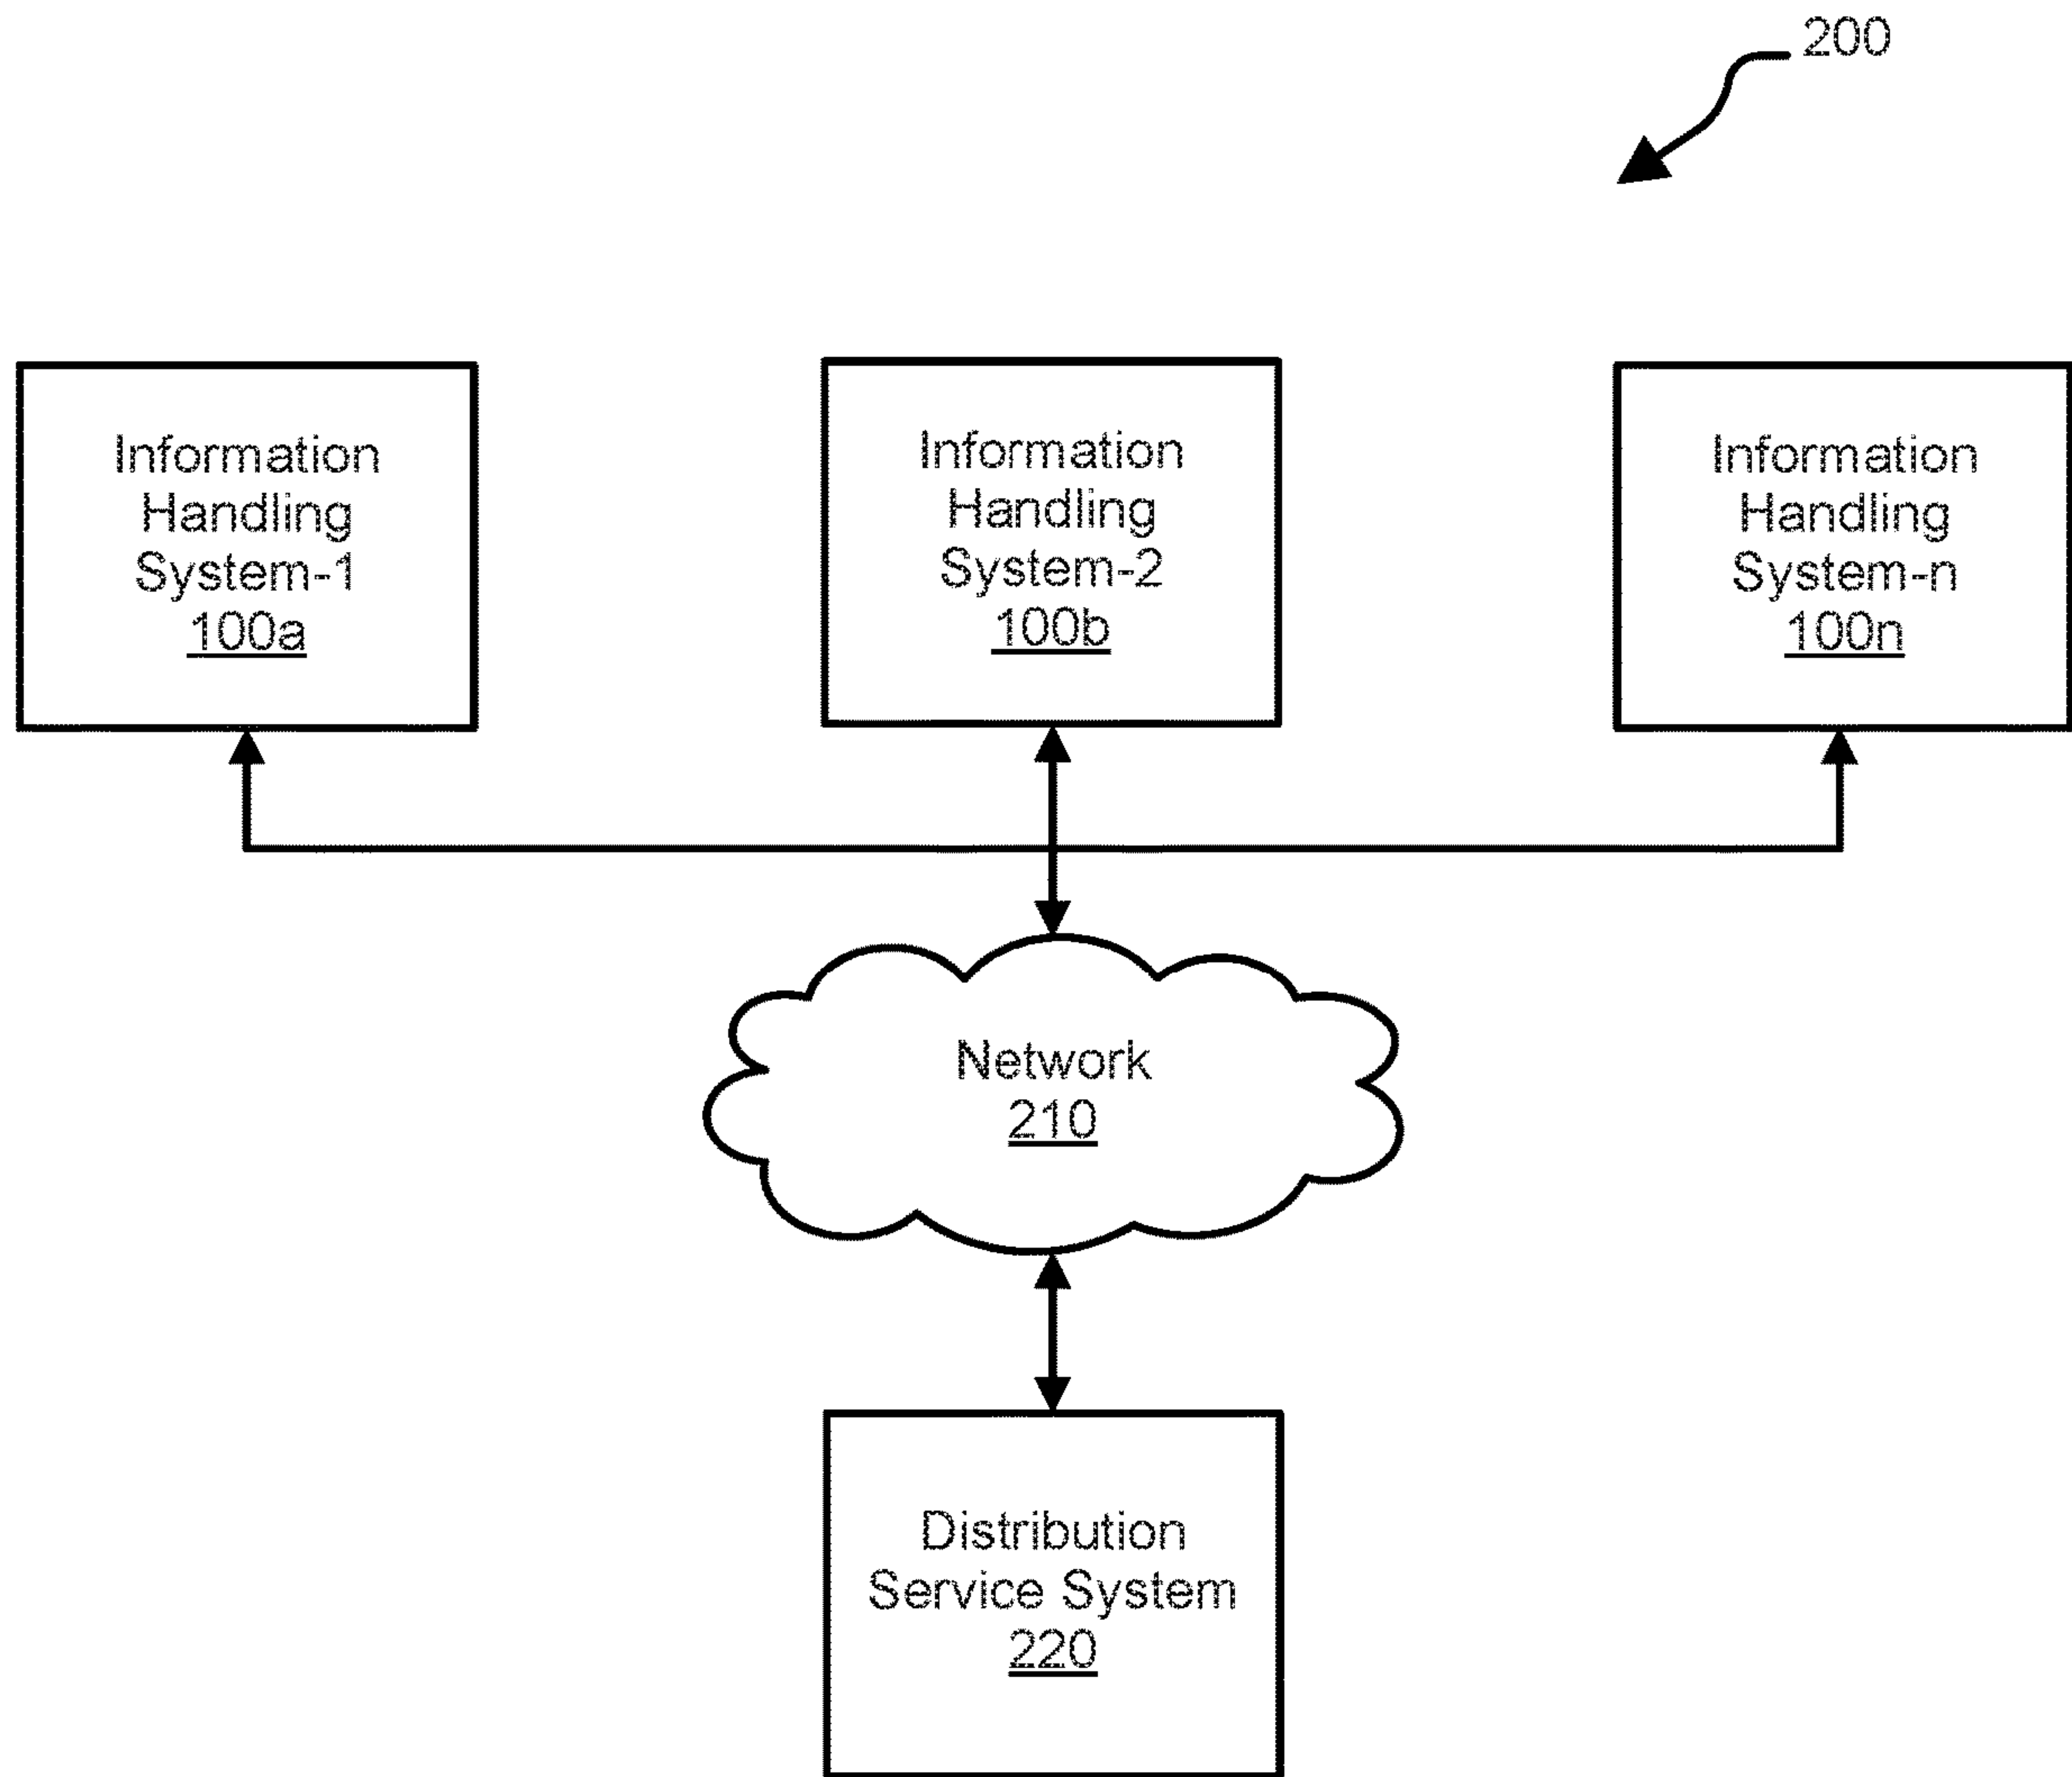 200
Information
Handling
System-1
100a
Information
Handling
System-2
100b
Information
Handling
System-n
100n
Network
210
Distribution
Service System
220